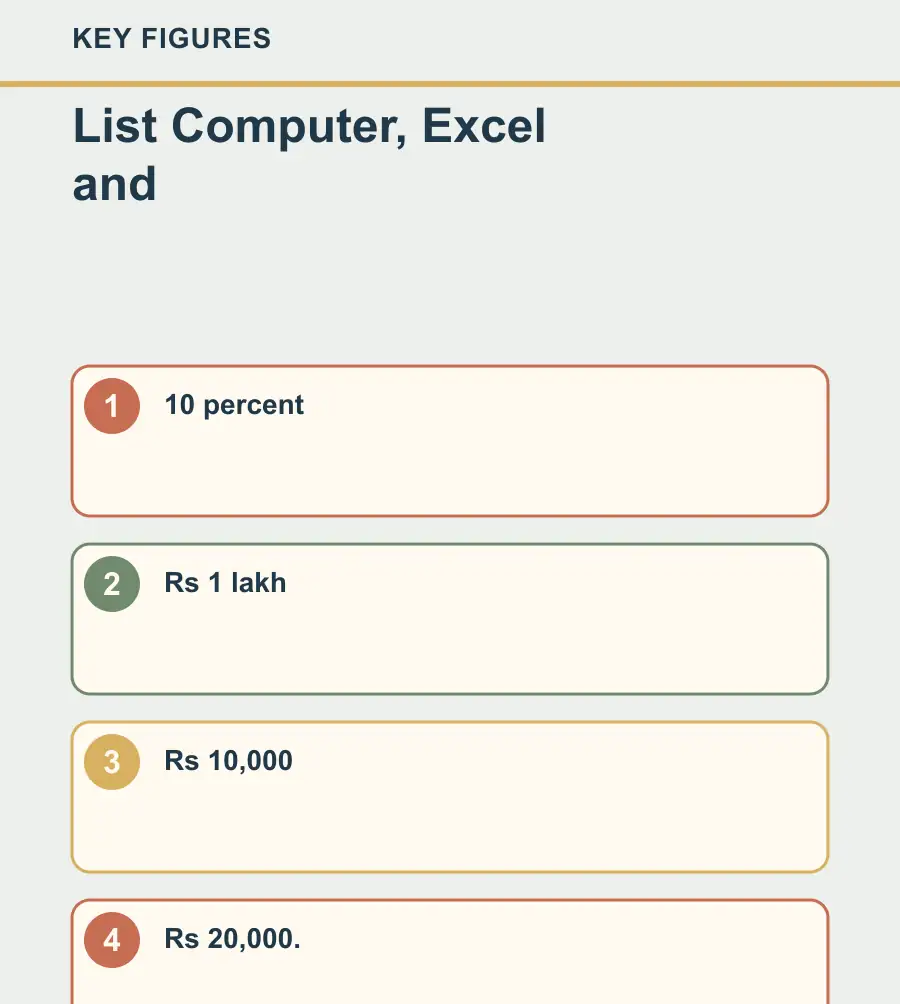 KEY FIGURES
List Computer, Excel
and
1
10 percent
2
Rs 1 lakh
3
Rs 10,000
4
Rs 20,000.